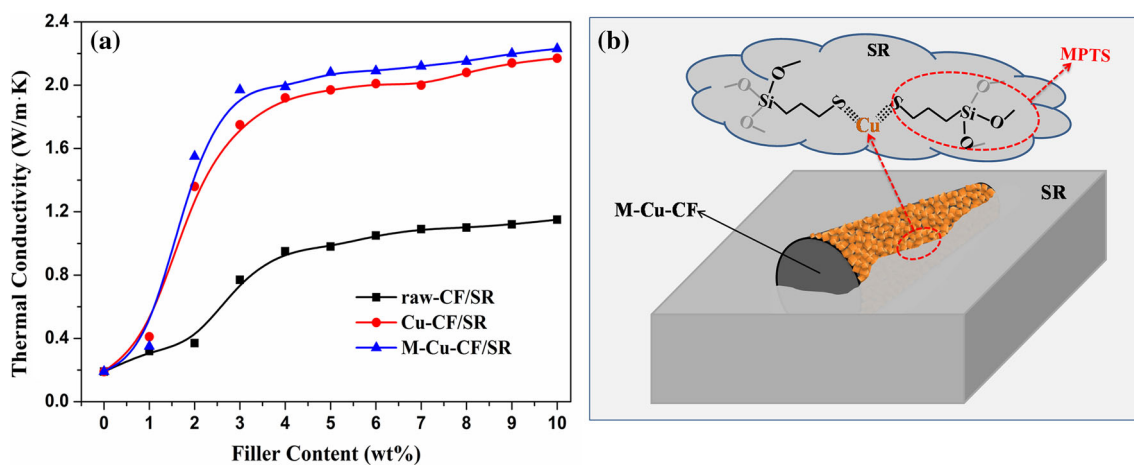 (a)
Thermal Conductivity (W/m·K)
2.4
2.0
1.6
1.2
0.8
0.4
0.0
raw-CF/SR
Cu-CF/SR
M-Cu-CF/SR
0 1 2 3 4 5 6 7 8 9 10
Filler Content (wt%)
(b)
SR
MPTS
O O
Si S S Si
O Cu O
O O
M-Cu-CF
SR